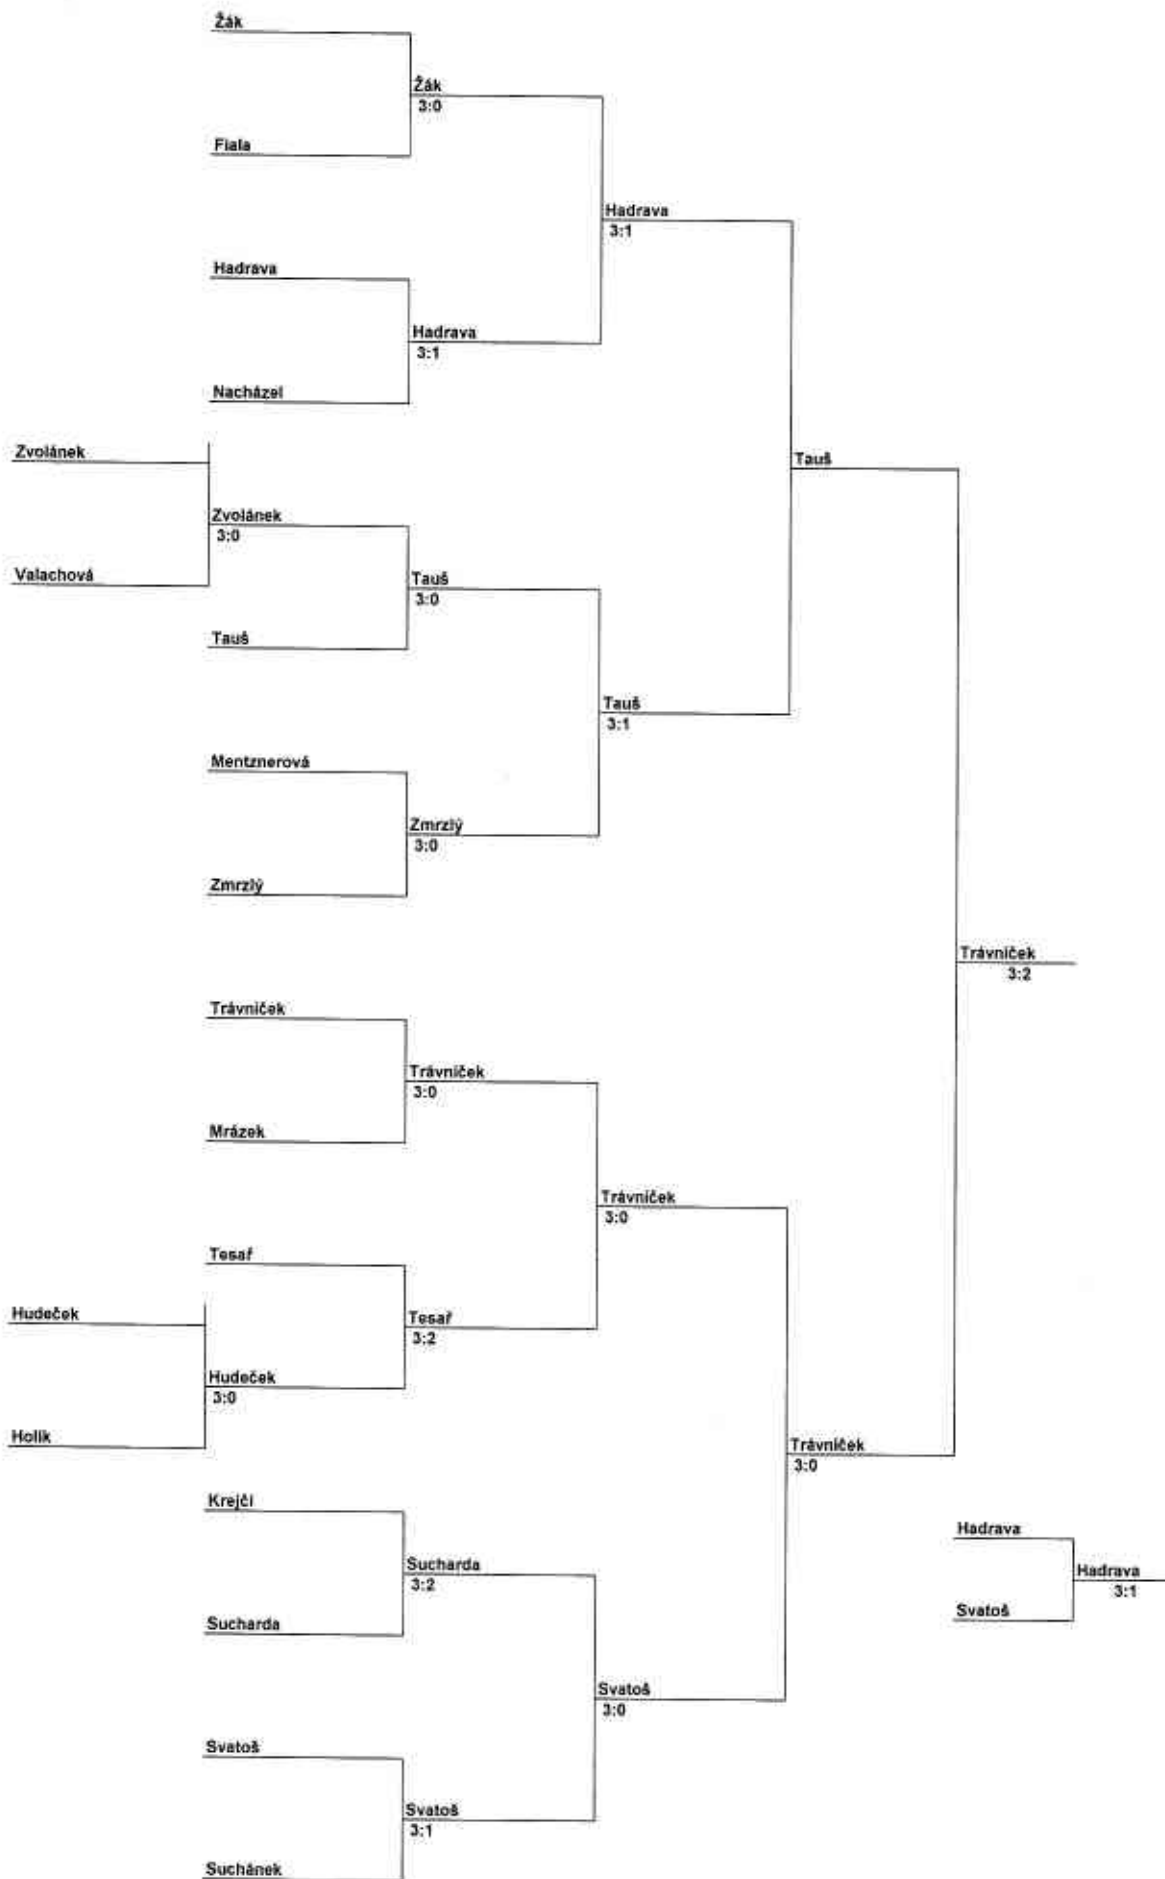 Žák
Žák
3:0
Fiala
Hadrava
3:1
Hadrava
Hadrava
3:1
Nacházel
Zvolánek
Tauš
Zvolánek
3:0
Valachová
Tauš
3:0
Tauš
Tauš
3:1
Mentznerová
Zmrzlý
3:0
Zmrzlý
Trávníček
3:2
Trávníček
Trávníček
3:0
Mrázek
Trávníček
3:0
Tesař
Hudeček
Tesař
3:2
Hudeček
3:0
Holík
Trávníček
3:0
Krejčí
Hadrava
Sucharda
3:2
Hadrava
3:1
Svatoš
Sucharda
Svatoš
3:0
Svatoš
Svatoš
3:1
Suchánek